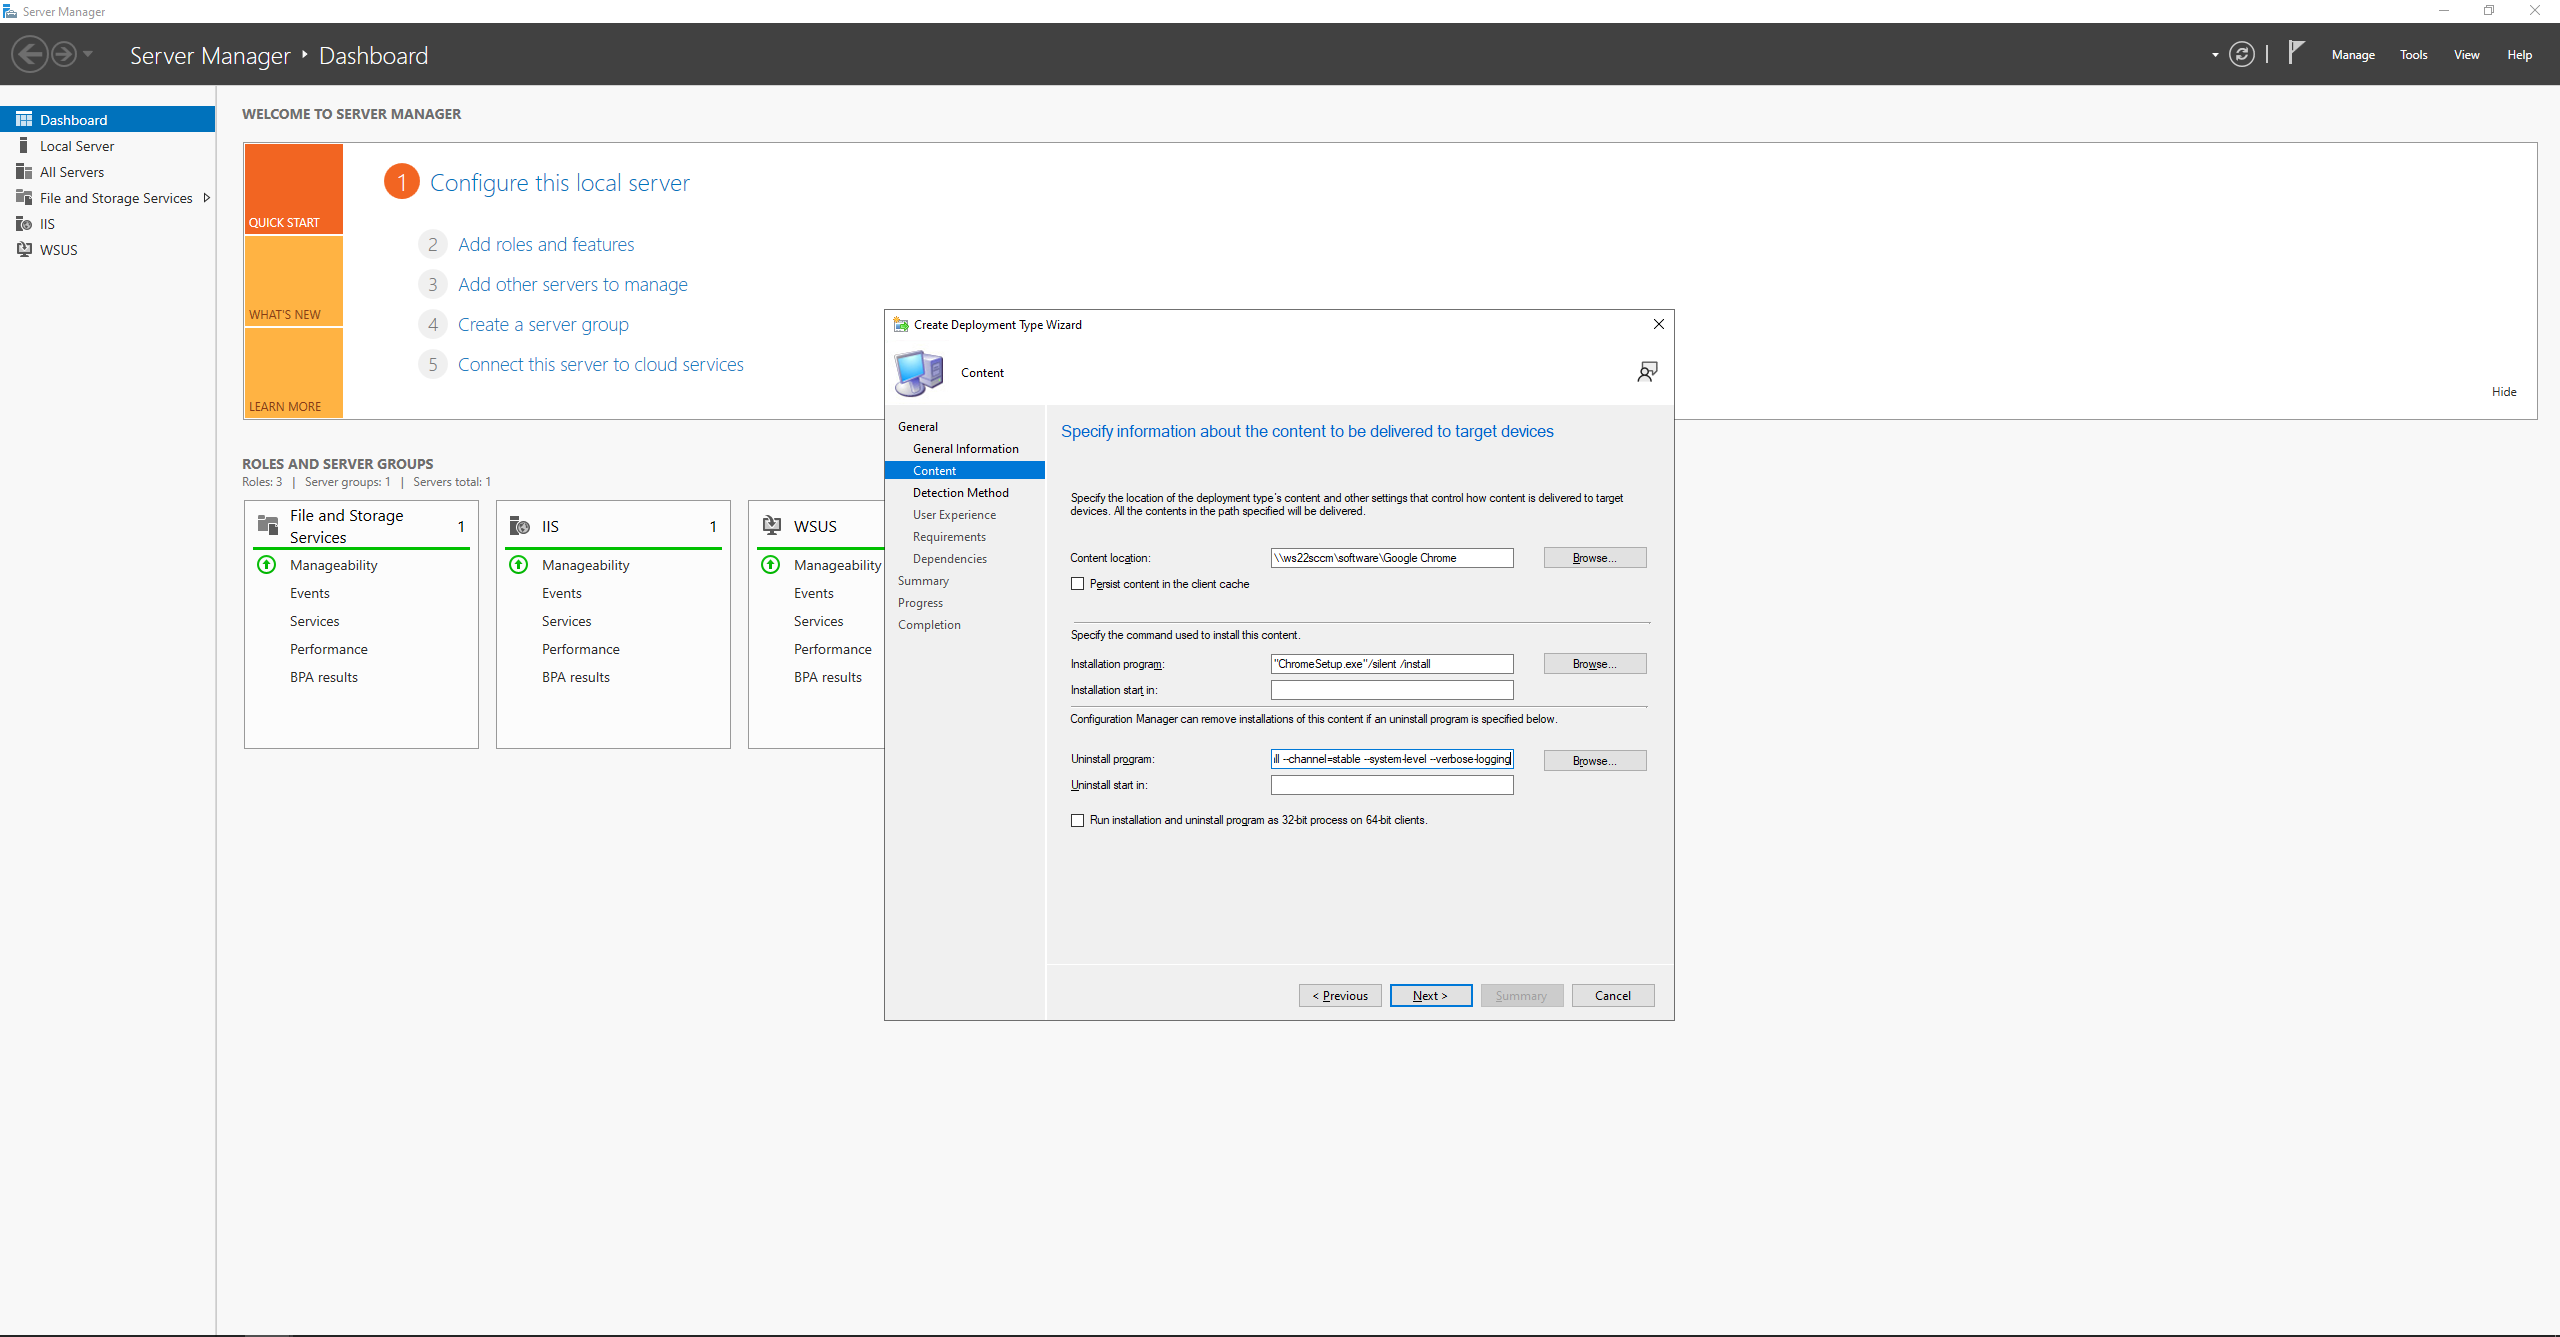 Server Manager
Server Manager ‣ Dashboard
Manage Tools View Help
Dashboard
Local Server
All Servers
File and Storage Services
IIS
WSUS
WELCOME TO SERVER MANAGER
QUICK START
WHAT'S NEW
LEARN MORE
1 Configure this local server
2 Add roles and features
3 Add other servers to manage
4 Create a server group
5 Connect this server to cloud services
Hide
ROLES AND SERVER GROUPS
Roles: 3 | Server groups: 1 | Servers total: 1
File and Storage Services 1
Manageability
Events
Services
Performance
BPA results
IIS 1
Manageability
Events
Services
Performance
BPA results
WSUS
Manageability
Events
Services
Performance
BPA results
Create Deployment Type Wizard
Content
General
General Information
Content
Detection Method
User Experience
Requirements
Dependencies
Summary
Progress
Completion
Specify information about the content to be delivered to target devices
Specify the location of the deployment type's content and other settings that control how content is delivered to target
devices. All the contents in the path specified will be delivered.
Content location: \\ws22sccm\software\Google Chrome Browse...
Persist content in the client cache
Specify the command used to install this content.
Installation program: "ChromeSetup.exe"/silent /install Browse...
Installation start in:
Configuration Manager can remove installations of this content if an uninstall program is specified below.
Uninstall program: ll --channel=stable --system-level --verbose-logging Browse...
Uninstall start in:
Run installation and uninstall program as 32-bit process on 64-bit clients.
< Previous Next > Summary Cancel